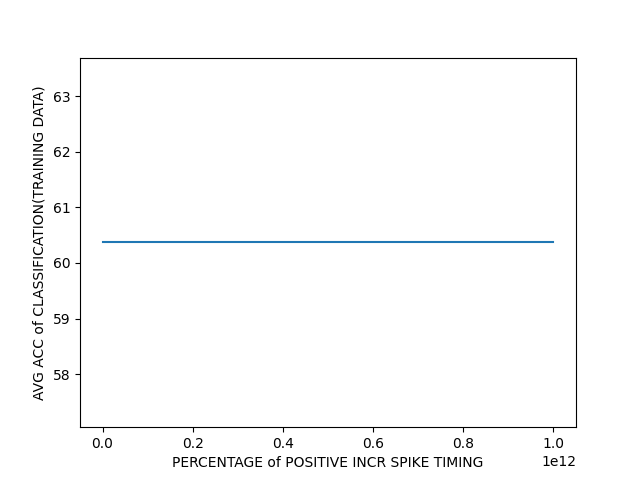 AVG ACC of CLASSIFICATION(TRAINING DATA)
63
62
61
60
59
58
0.0 0.2 0.4 0.6 0.8 1.0
1e12
PERCENTAGE of POSITIVE INCR SPIKE TIMING